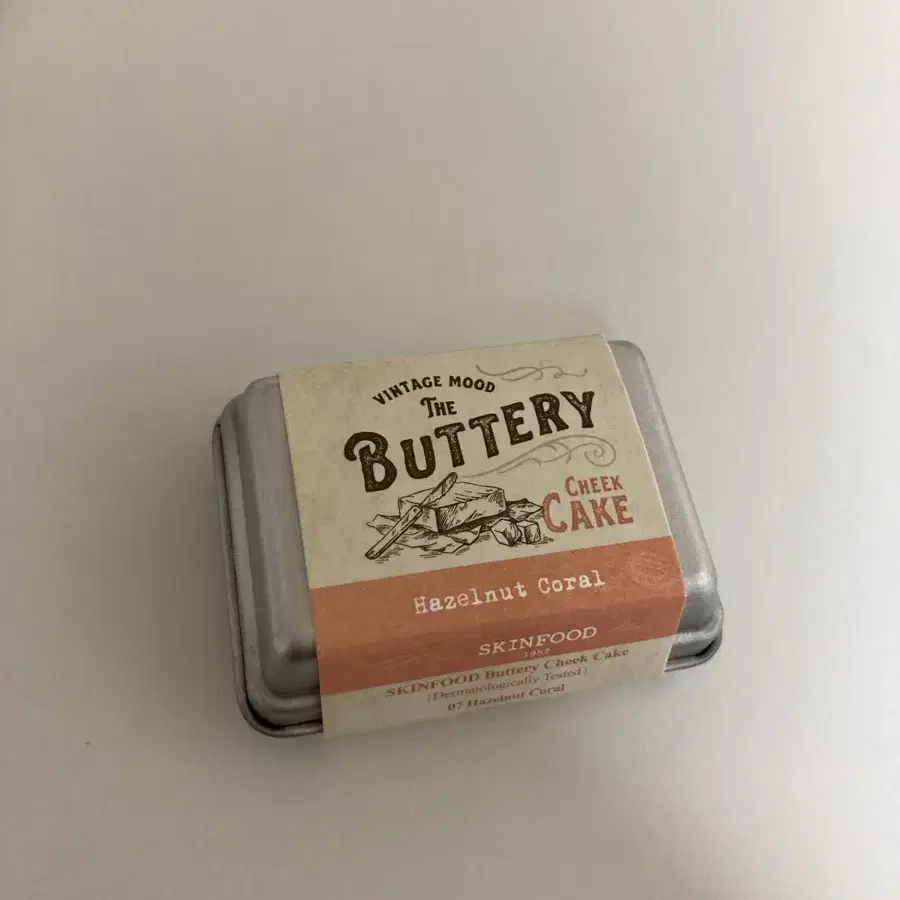 VINTAGE MOOD
THE
BUTTERY
CHEEK
CAKE
Hazelnut Coral
SKINFOOD
1957
SKINFOOD Buttery Cheek Cake
|Dermatologically Tested|
07 Hazelnut Coral